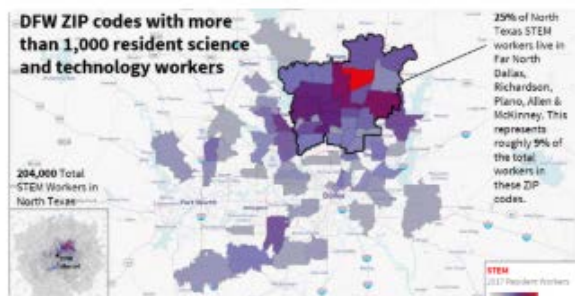 DFW ZIP codes with more
than 1,000 resident science
and technology workers
25% of North
Texas STEM
workers live in
Far North
Dallas,
Richardson,
Plano, Allen &
McKinney. This
represents
roughly 9% of
the total
workers in
these ZIP
codes.
204,000 Total
STEM Workers in
North Texas
Fort Worth
Dallas
STEM
2017 Resident Workers